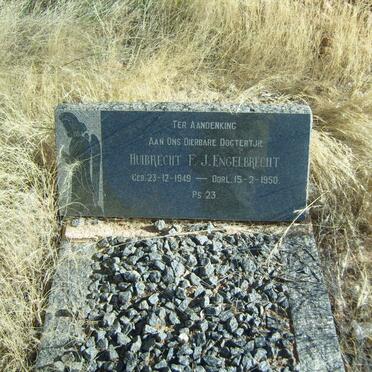 TER AANDENKING
AAN ONS DIERBARE DOGTERTJIE
HUIBRECHT F. J. ENGELBRECHT
GEB. 23-12-1949 — OORL. 15-2-1950.
PS 23.